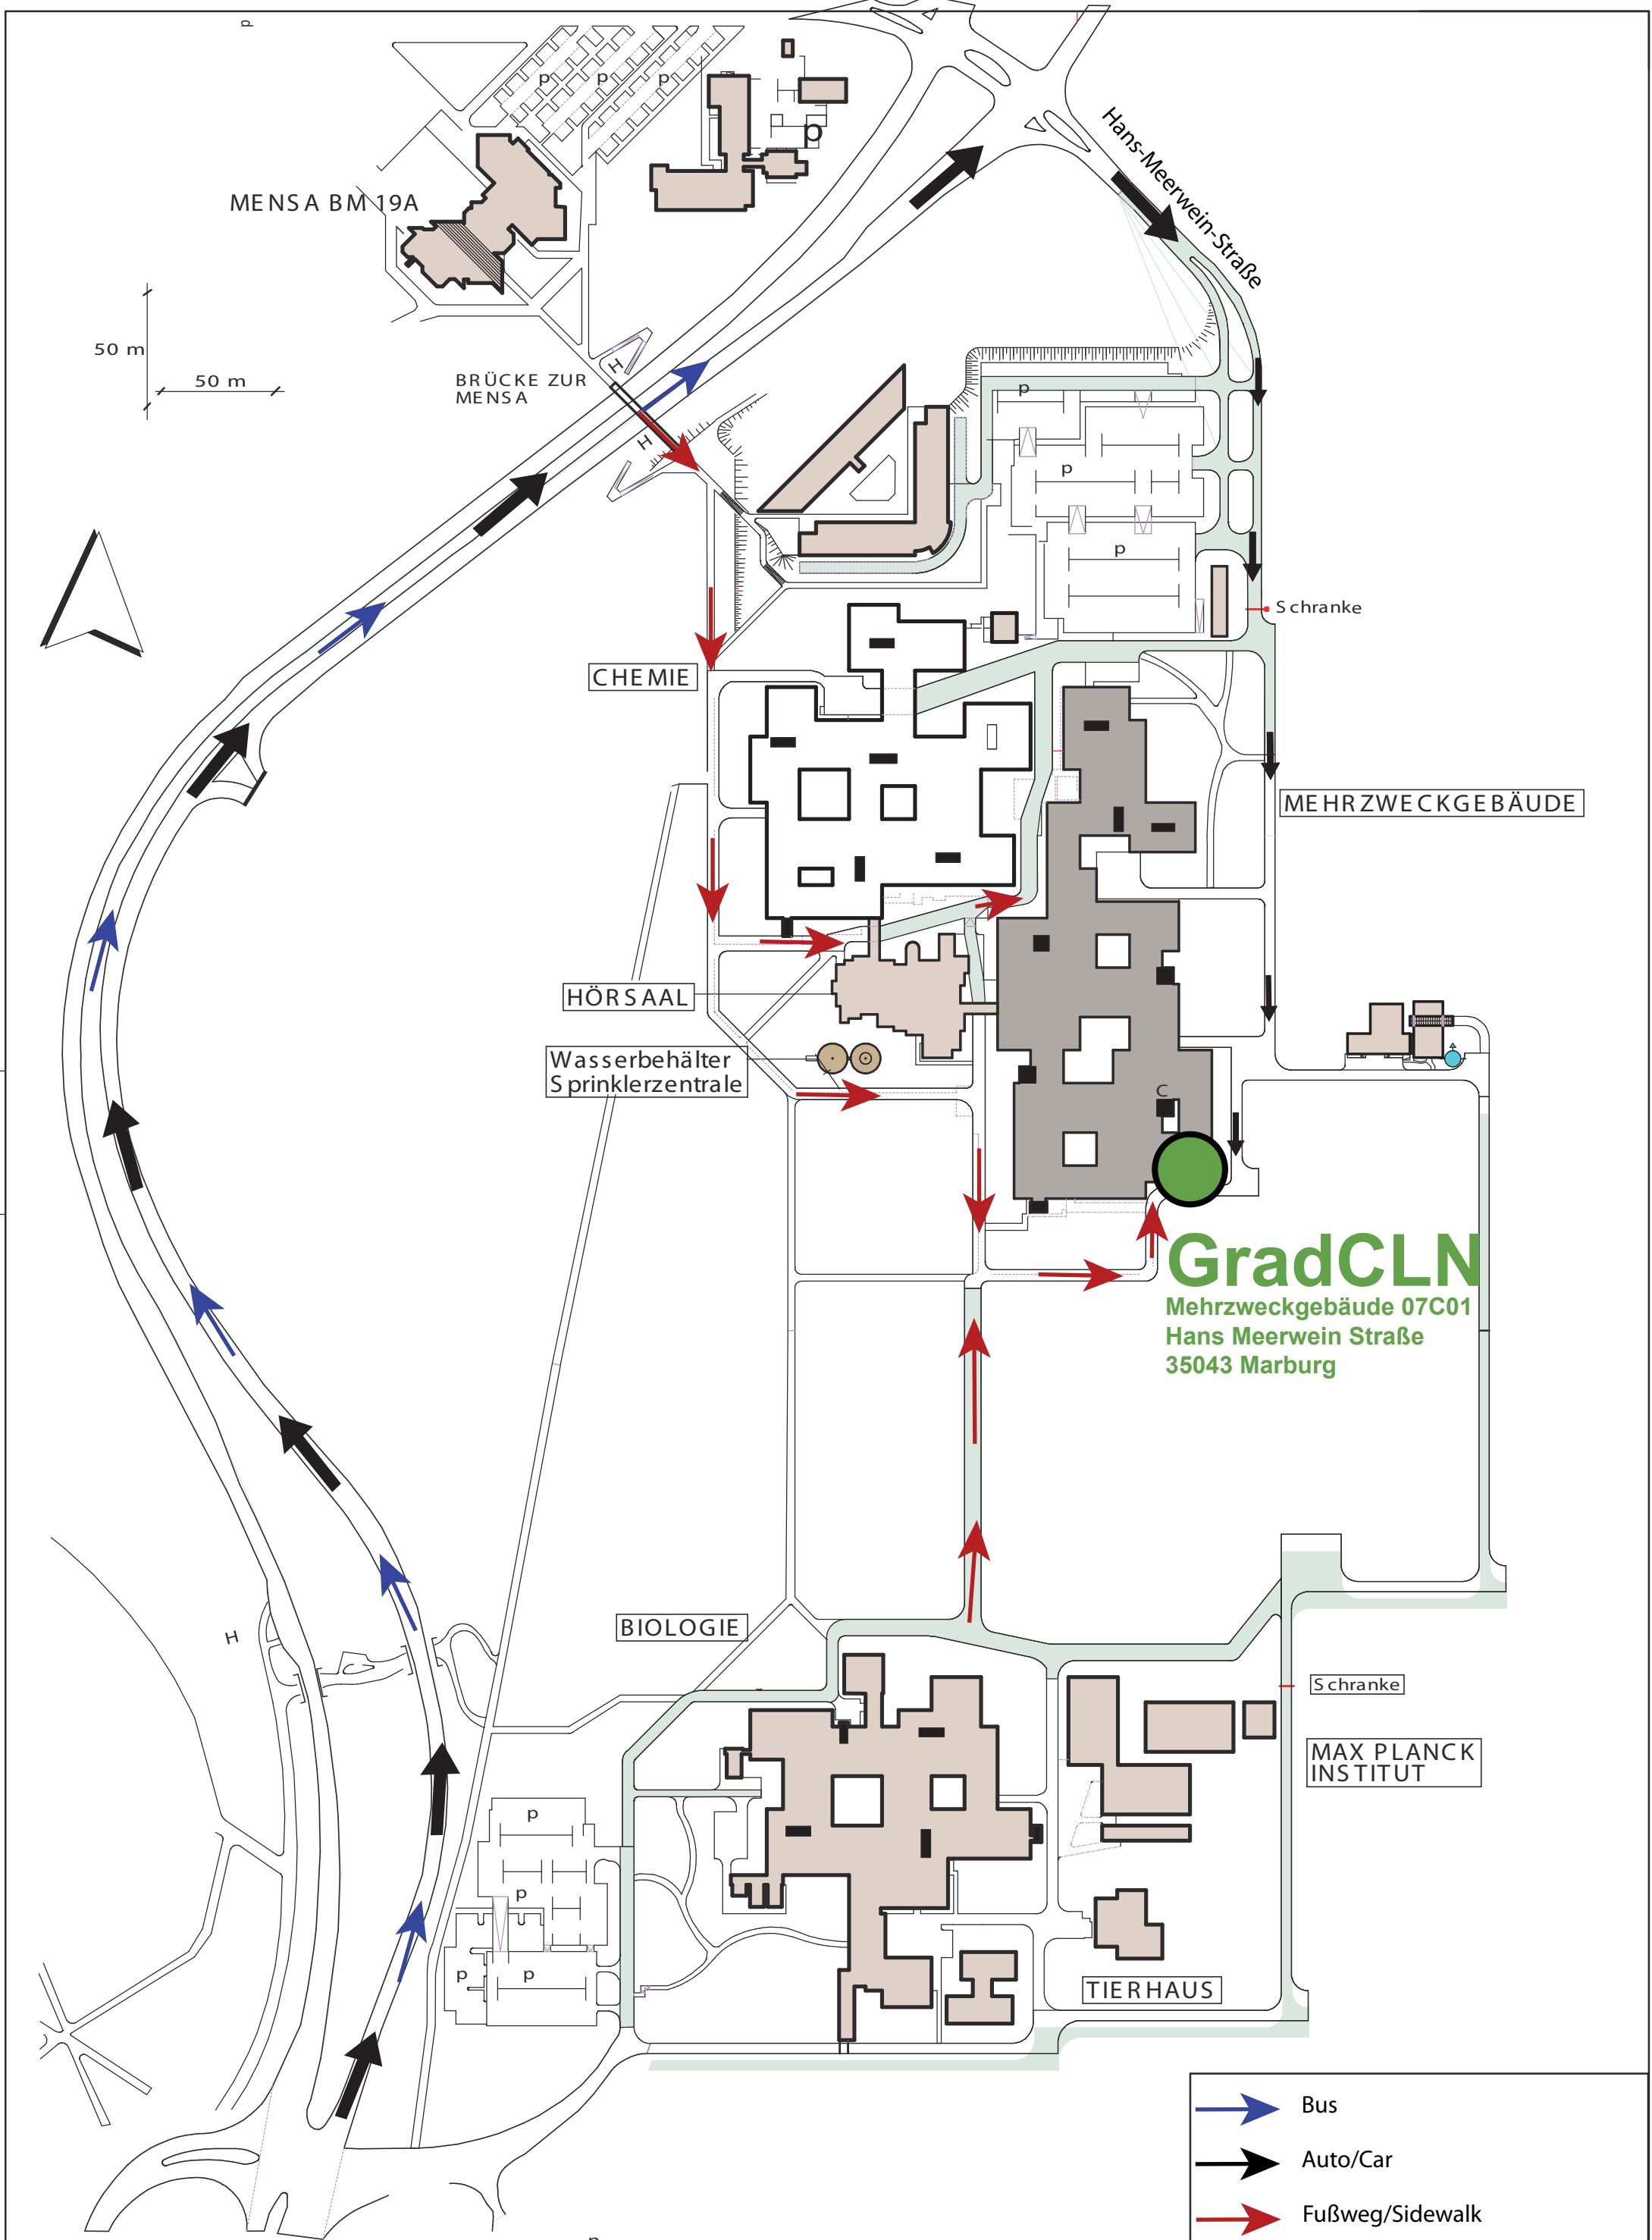 p
p
p
p
p
Hans-Meerwein-Straße
MENSA BM 19A
50 m
50 m
BRÜCKE ZUR
MENSA
H
H
p
p
p
Schranke
CHEMIE
MEHRZWECKGEBÄUDE
HÖRSAAL
Wasserbehälter
Sprinklerzentrale
C
GradCLN
Mehrzweckgebäude 07C01
Hans Meerwein Straße
35043 Marburg
BIOLOGIE
H
Schranke
MAX PLANCK
INSTITUT
p
p
p
p
TIERHAUS
Bus
Auto/Car
Fußweg/Sidewalk